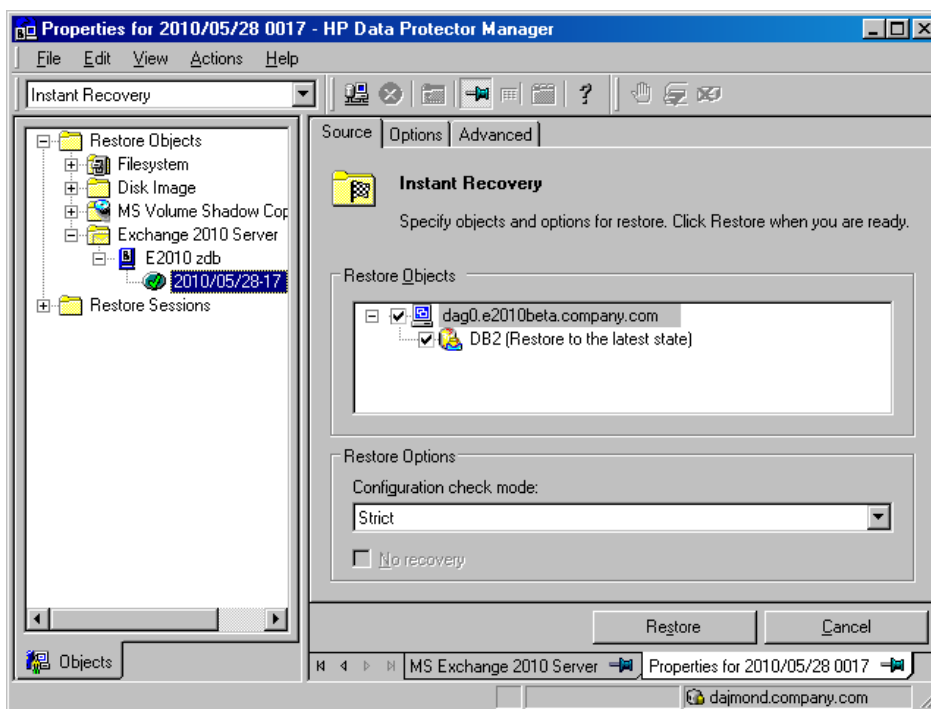 Properties for 2010/05/28 0017 - HP Data Protector Manager
File Edit View Actions Help
Instant Recovery
Restore Objects
Filesystem
Disk Image
MS Volume Shadow Cop
Exchange 2010 Server
E2010 zdb
2010/05/28-17
Restore Sessions
Objects
Source Options Advanced
Instant Recovery
Specify objects and options for restore. Click Restore when you are ready.
Restore Objects
dag0.e2010beta.company.com
DB2 (Restore to the latest state)
Restore Options
Configuration check mode:
Strict
No recovery
Restore Cancel
MS Exchange 2010 Server Properties for 2010/05/28 0017
dajmond.company.com